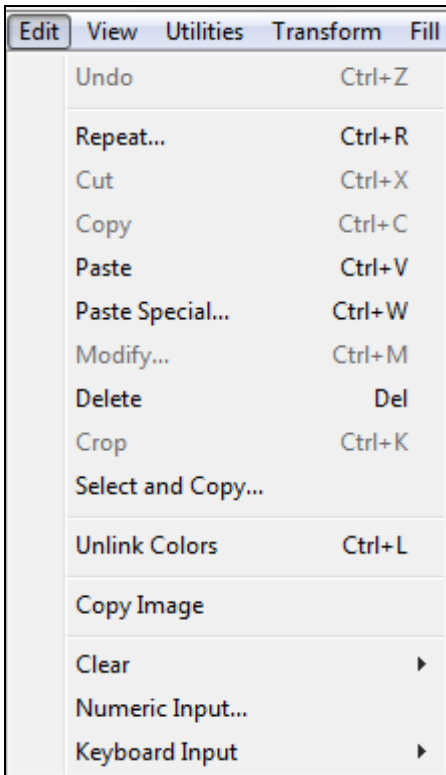 Edit View Utilities Transform Fill
Undo Ctrl+Z
Repeat... Ctrl+R
Cut Ctrl+X
Copy Ctrl+C
Paste Ctrl+V
Paste Special... Ctrl+W
Modify... Ctrl+M
Delete Del
Crop Ctrl+K
Select and Copy...
Unlink Colors Ctrl+L
Copy Image
Clear
Numeric Input...
Keyboard Input